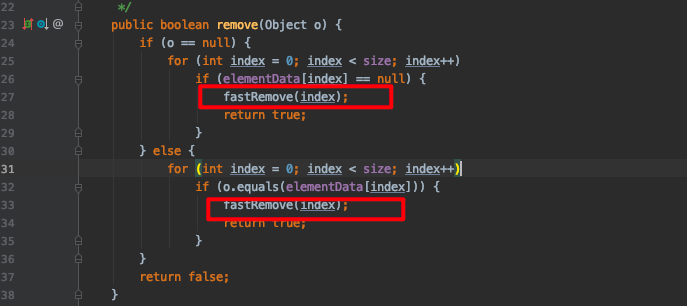 22 */
23 @ public boolean remove(Object o) {
24 if (o == null) {
25 for (int index = 0; index < size; index++)
26 if (elementData[index] == null) {
27 fastRemove(index);
28 return true;
29 }
30 } else {
31 for (int index = 0; index < size; index++)
32 if (o.equals(elementData[index])) {
33 fastRemove(index);
34 return true;
35 }
36 }
37 return false;
38 }